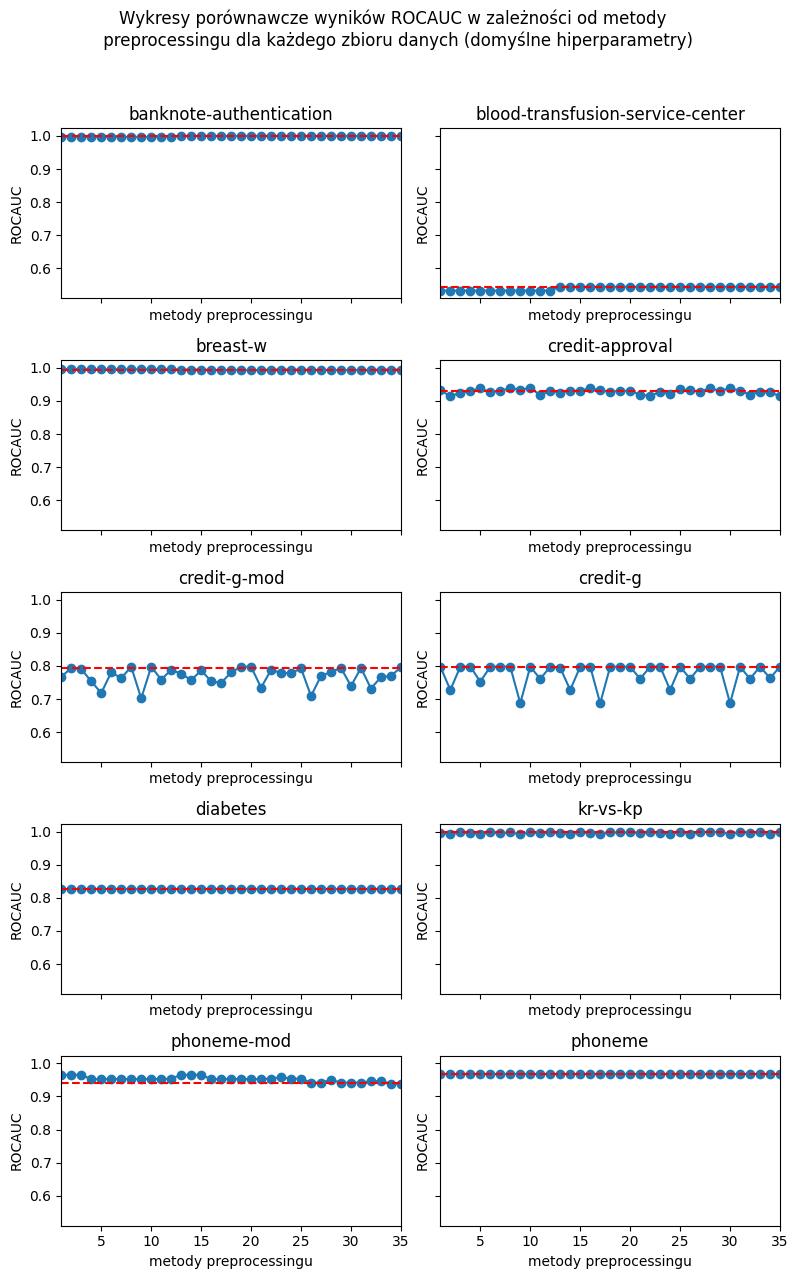 Wykresy porównawcze wyników ROCAUC w zależności od metody
preprocessingu dla każdego zbioru danych (domyślne hiperparametry)
banknote-authentication
1.0
0.9
0.8
0.7
0.6
ROCAUC
metody preprocessingu
blood-transfusion-service-center
ROCAUC
metody preprocessingu
breast-w
1.0
0.9
0.8
0.7
0.6
ROCAUC
metody preprocessingu
credit-approval
ROCAUC
metody preprocessingu
credit-g-mod
1.0
0.9
0.8
0.7
0.6
ROCAUC
metody preprocessingu
credit-g
ROCAUC
metody preprocessingu
diabetes
1.0
0.9
0.8
0.7
0.6
ROCAUC
metody preprocessingu
kr-vs-kp
ROCAUC
metody preprocessingu
phoneme-mod
1.0
0.9
0.8
0.7
0.6
ROCAUC
5 10 15 20 25 30 35
metody preprocessingu
phoneme
ROCAUC
5 10 15 20 25 30 35
metody preprocessingu